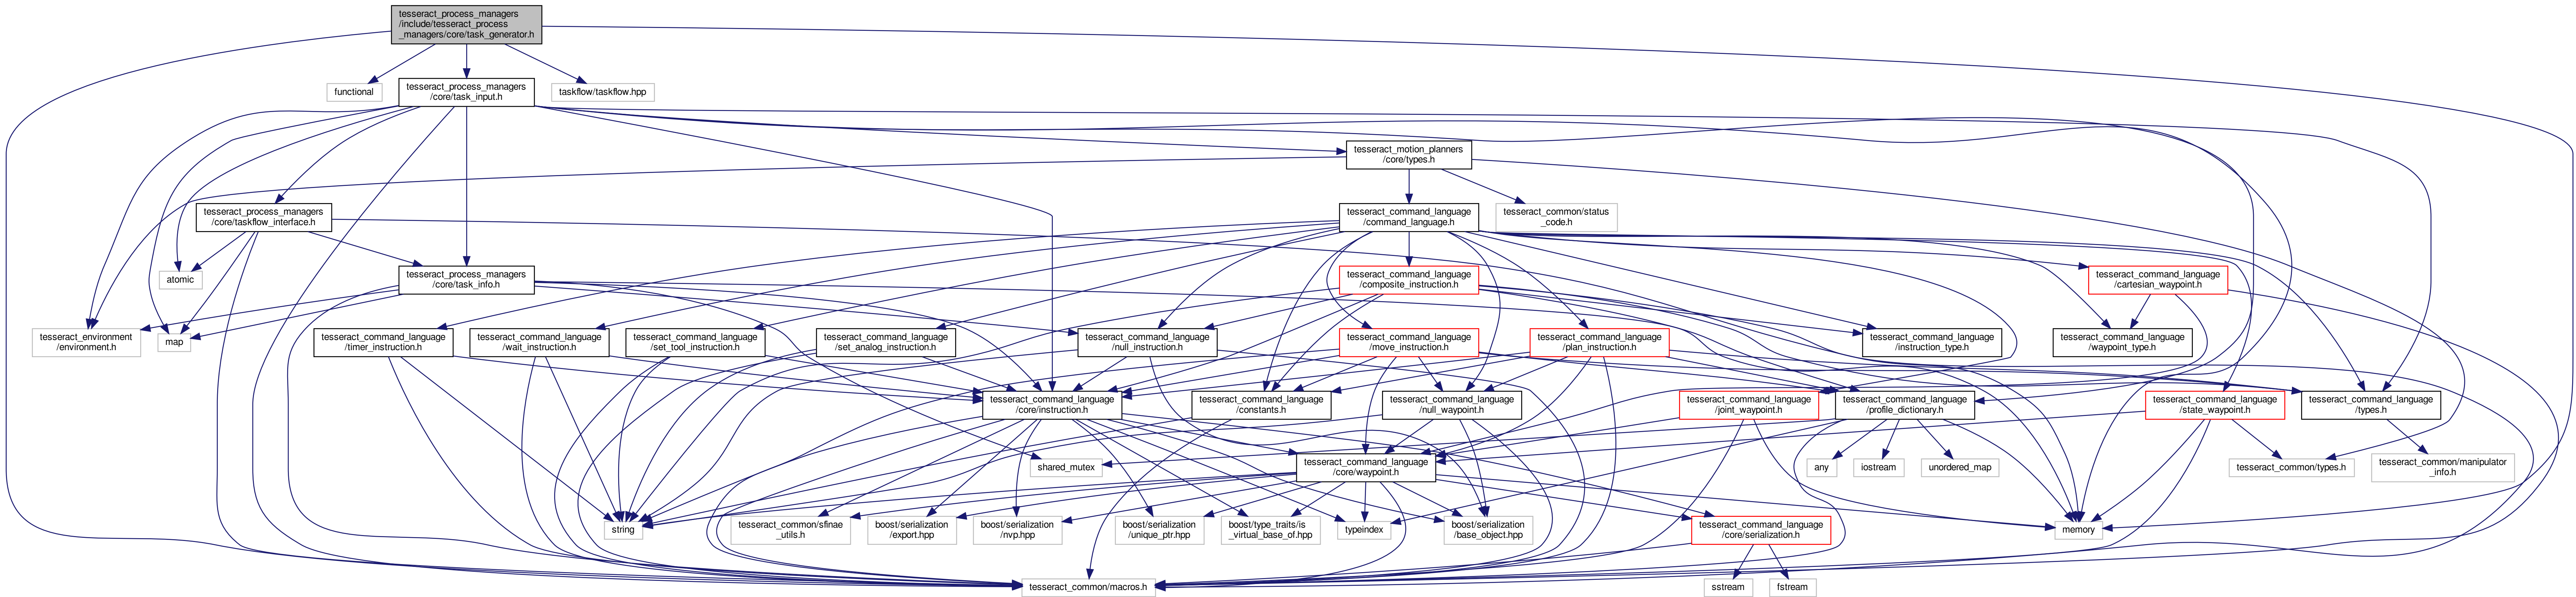 tesseract_process_managers
/include/tesseract_process
_managers/core/task_generator.h
functional
tesseract_process_managers
/core/task_input.h
taskflow/taskflow.hpp
tesseract_motion_planners
/core/types.h
tesseract_process_managers
/core/taskflow_interface.h
tesseract_command_language
/command_language.h
tesseract_common/status
_code.h
atomic
tesseract_process_managers
/core/task_info.h
tesseract_command_language
/composite_instruction.h
tesseract_command_language
/cartesian_waypoint.h
tesseract_environment
/environment.h
map
tesseract_command_language
/timer_instruction.h
tesseract_command_language
/wait_instruction.h
tesseract_command_language
/set_tool_instruction.h
tesseract_command_language
/set_analog_instruction.h
tesseract_command_language
/null_instruction.h
tesseract_command_language
/move_instruction.h
tesseract_command_language
/plan_instruction.h
tesseract_command_language
/instruction_type.h
tesseract_command_language
/waypoint_type.h
tesseract_command_language
/core/instruction.h
tesseract_command_language
/constants.h
tesseract_command_language
/null_waypoint.h
tesseract_command_language
/joint_waypoint.h
tesseract_command_language
/profile_dictionary.h
tesseract_command_language
/state_waypoint.h
tesseract_command_language
/types.h
shared_mutex
tesseract_command_language
/core/waypoint.h
any
iostream
unordered_map
tesseract_common/types.h
tesseract_common/manipulator
_info.h
string
tesseract_common/sfinae
_utils.h
boost/serialization
/export.hpp
boost/serialization
/nvp.hpp
boost/serialization
/unique_ptr.hpp
boost/type_traits/is
_virtual_base_of.hpp
typeindex
boost/serialization
/base_object.hpp
tesseract_command_language
/core/serialization.h
memory
tesseract_common/macros.h
sstream
fstream